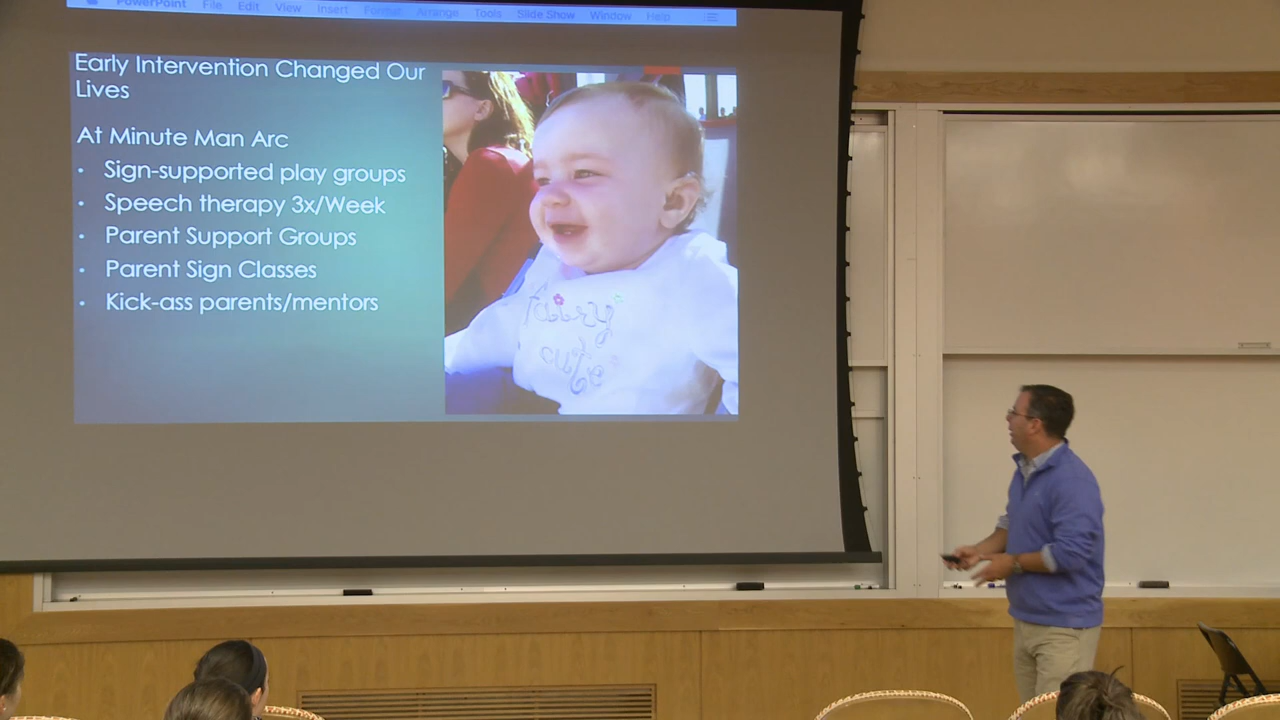 PowerPoint File Edit View Insert Format Arrange Tools Slide Show Window Help
Early Intervention Changed Our
Lives
At Minute Man Arc
• Sign-supported play groups
• Speech therapy 3x/Week
• Parent Support Groups
• Parent Sign Classes
• Kick-ass parents/mentors